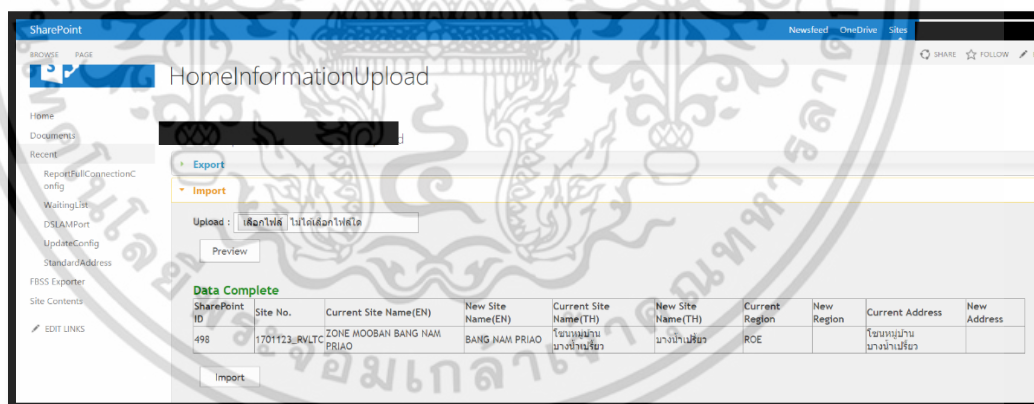 SharePoint
Newsfeed OneDrive Sites
BROWSE PAGE
SHARE FOLLOW
HomeInformationUpload
Home
Documents
Recent
ReportFullConnectionC
onfig
WaitingList
DSLAMPort
UpdateConfig
StandardAddress
FBSS Exporter
Site Contents
EDIT LINKS
Export
Import
Upload : เลือกไฟล์ ไม่ได้เลือกไฟล์ใด
Preview
Data Complete
SharePoint ID Site No. Current Site Name(EN) New Site Name(EN) Current Site Name(TH) New Site Name(TH) Current Region New Region Current Address New Address
498 1701123_RVLTC ZONE MOOBAN BANG NAM PRIAO BANG NAM PRIAO โซนหมู่บ้าน บางน้ำเปรี้ยว บางน้ำเปรี้ยว ROE โซนหมู่บ้าน บางน้ำเปรี้ยว
Import